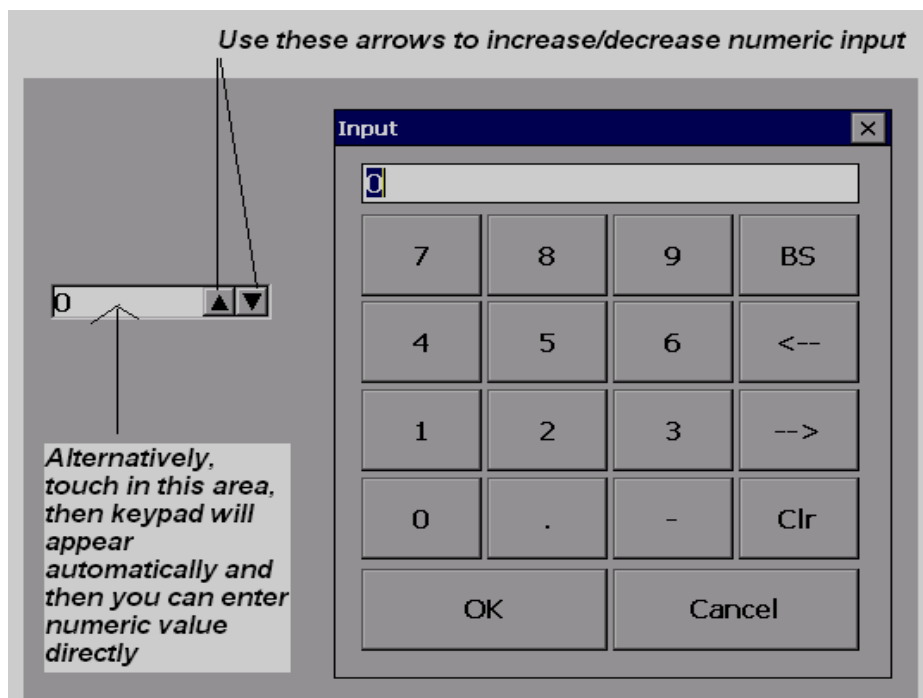 Use these arrows to increase/decrease numeric input
Input
0
7 8 9 BS
0
4 5 6 <--
1 2 3 -->
Alternatively,
touch in this area,
then keypad will
appear
automatically and
then you can enter
numeric value
directly
0 . - Clr
OK Cancel